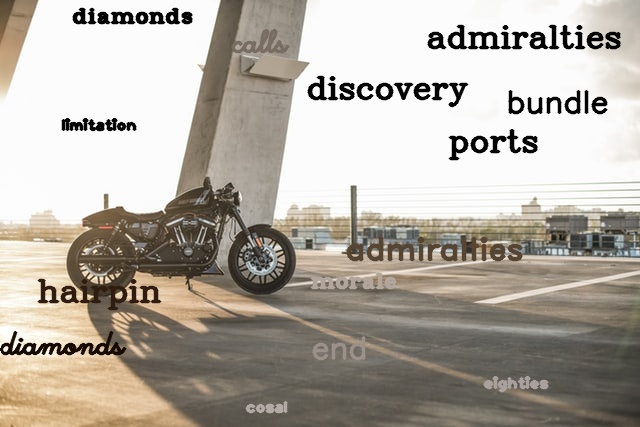 diamonds
calls
admiralties
discovery
bundle
limitation
ports
admiralties
morale
hairpin
diamonds
end
eighties
cosal